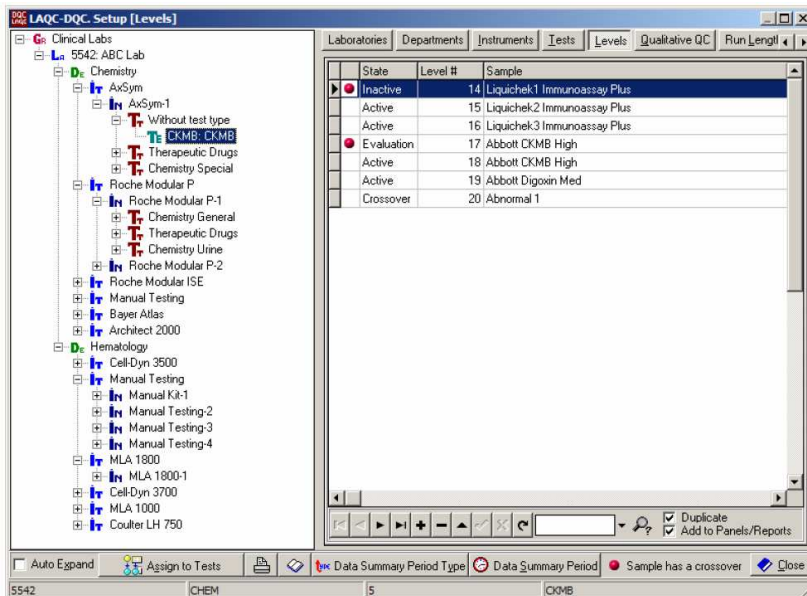 LAQC-DQC. Setup [Levels]
Clinical Labs
5542: ABC Lab
Chemistry
AxSym
AxSym-1
Without test type
CKMB: CKMB
Therapeutic Drugs
Chemistry Special
Roche Modular P
Roche Modular P-1
Chemistry General
Therapeutic Drugs
Chemistry Urine
Roche Modular P-2
Roche Modular ISE
Manual Testing
Bayer Atlas
Architect 2000
Hematology
Cell-Dyn 3500
Manual Testing
Manual Kit-1
Manual Testing-2
Manual Testing-3
Manual Testing-4
MLA 1800
MLA 1800-1
Cell-Dyn 3700
MLA 1000
Coulter LH 750
Laboratories Departments Instruments Tests Levels Qualitative QC Run Lengtl
State Level # Sample
Inactive 14 Liquichek1 Immunoassay Plus
Active 15 Liquichek2 Immunoassay Plus
Active 16 Liquichek3 Immunoassay Plus
Evaluation 17 Abbott CKMB High
Active 18 Abbott CKMB High
Active 19 Abbott Digoxin Med
Crossover 20 Abnormal 1
Duplicate
Add to Panels/Reports
Auto Expand Assign to Tests Data Summary Period Type Data Summary Period Sample has a crossover Close
5542 CHEM 5 CKMB